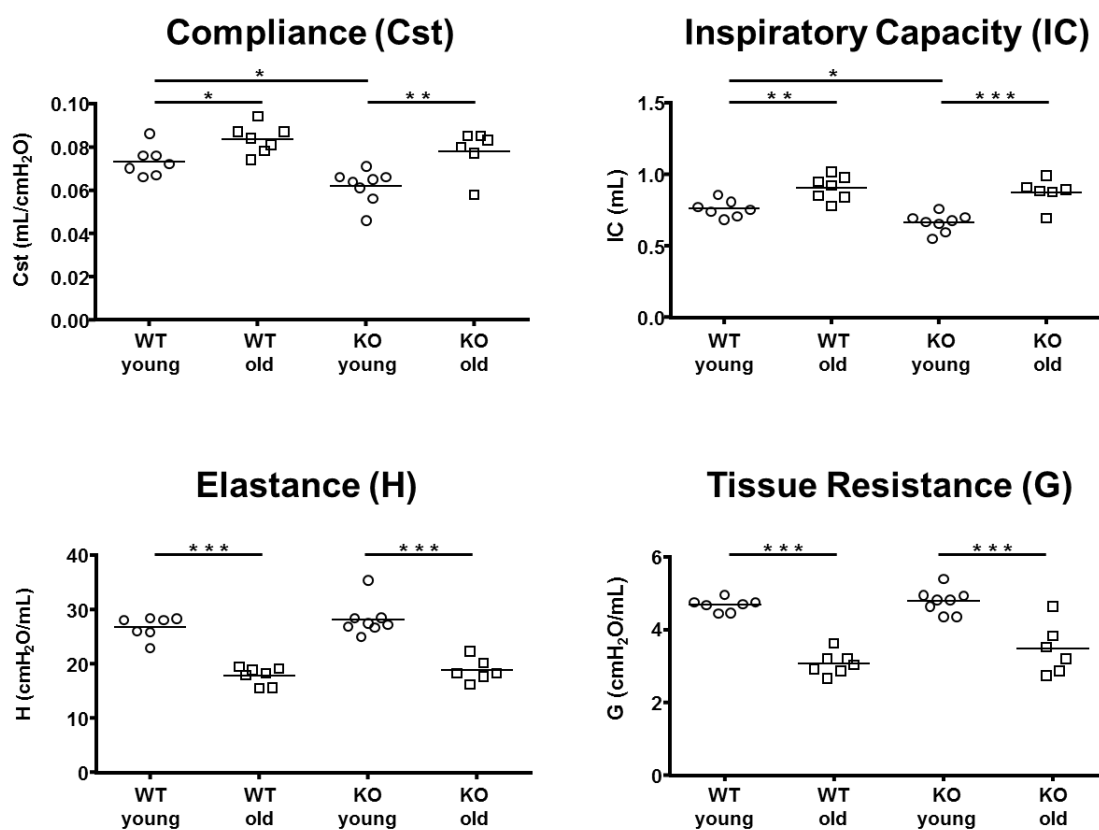 Compliance (Cst)
*
* **
Cst (mL/cmH₂O)
0.10
0.08
0.06
0.04
0.02
0.00
WT young
WT old
KO young
KO old
Inspiratory Capacity (IC)
*
** ***
IC (mL)
1.5
1.0
0.5
0.0
WT young
WT old
KO young
KO old
Elastance (H)
*** ***
H (cmH₂O/mL)
40
30
20
10
0
WT young
WT old
KO young
KO old
Tissue Resistance (G)
*** ***
G (cmH₂O/mL)
6
4
2
0
WT young
WT old
KO young
KO old